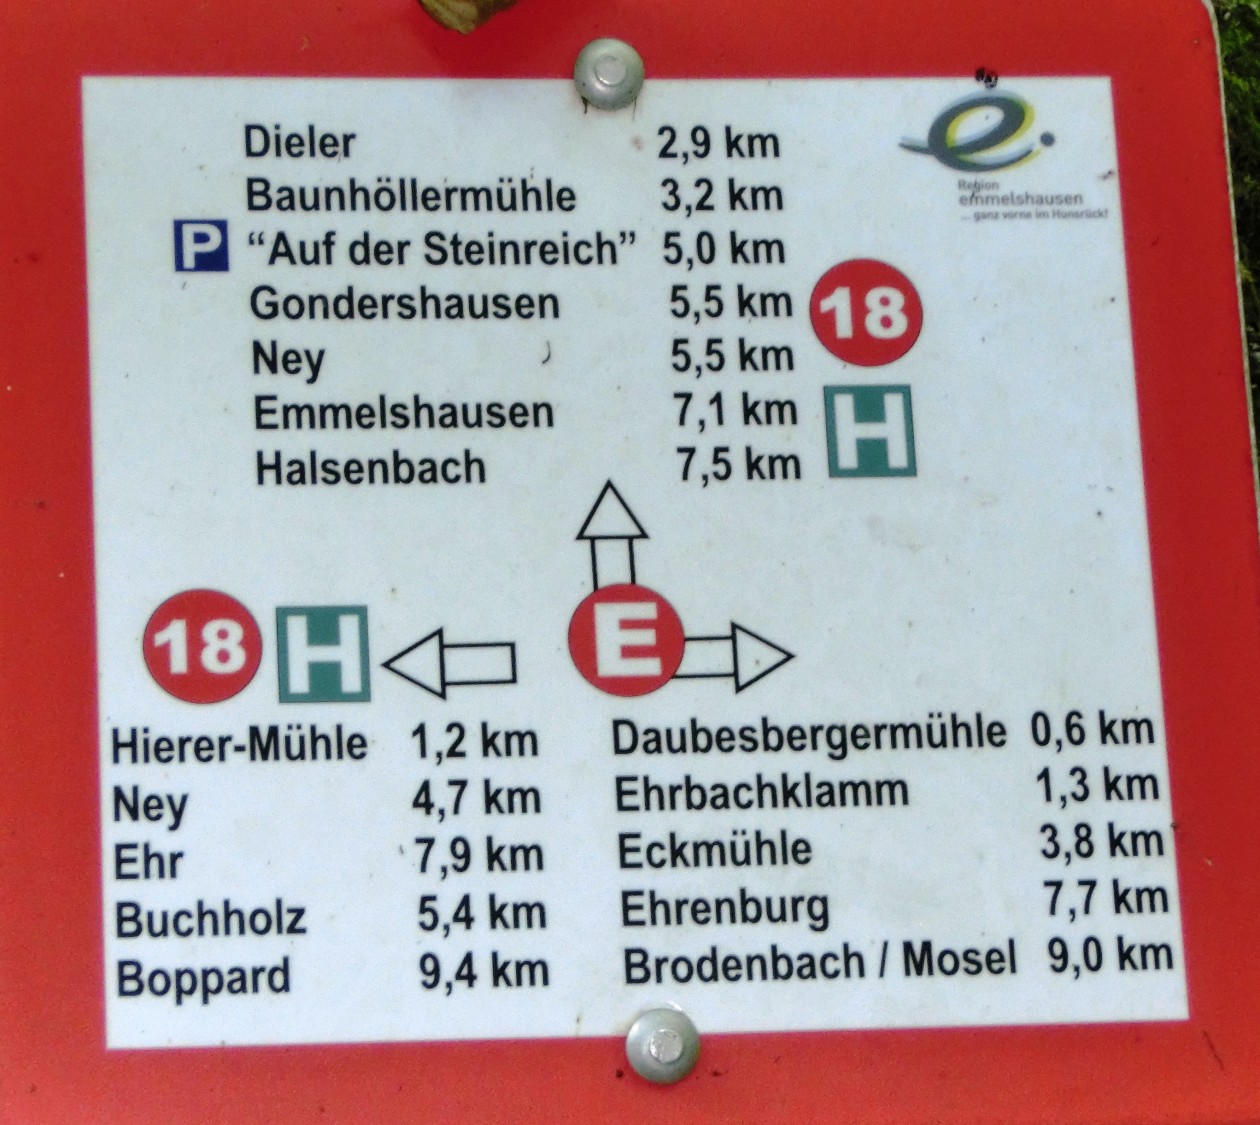 Dieler 2,9 km
Baunhöllermühle 3,2 km
P “Auf der Steinreich” 5,0 km
Gondershausen 5,5 km
18
Ney 5,5 km
Emmelshausen 7,1 km
H
Halsenbach 7,5 km
e
Region
emmelshausen
... ganz vorne im Hunsrück!
18 H
E
Hierer-Mühle 1,2 km
Ney 4,7 km
Ehr 7,9 km
Buchholz 5,4 km
Boppard 9,4 km
Daubesbergermühle 0,6 km
Ehrbachklamm 1,3 km
Eckmühle 3,8 km
Ehrenburg 7,7 km
Brodenbach / Mosel 9,0 km